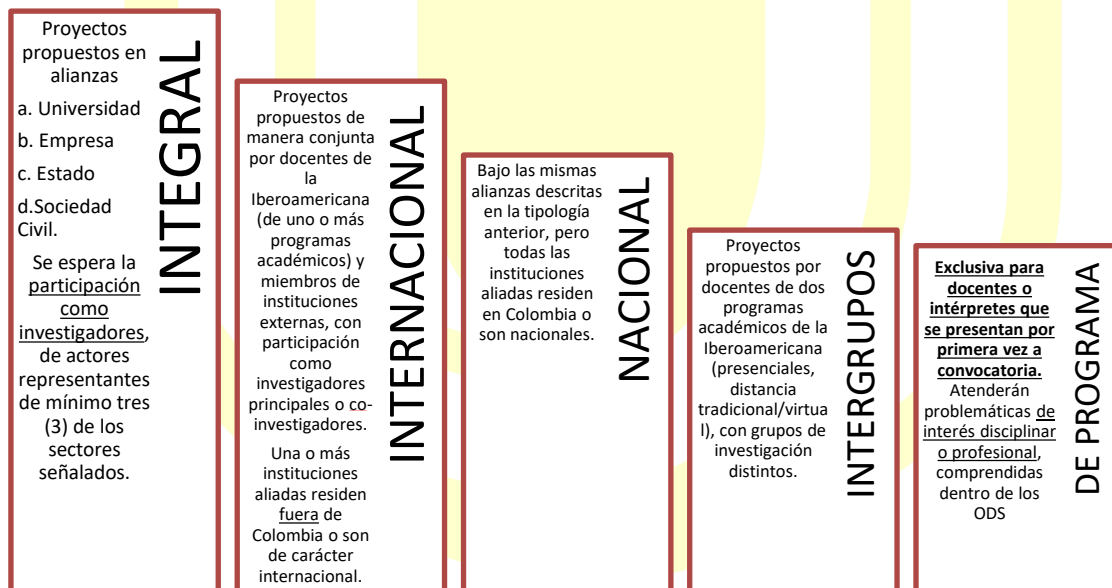 Proyectos
propuestos en
alianzas
a. Universidad
b. Empresa
c. Estado
d.Sociedad
Civil.
Se espera la
participación
como
investigadores,
de actores
representantes
de mínimo tres
(3) de los
sectores
señalados.
INTEGRAL
Proyectos
propuestos de
manera conjunta
por docentes de
la
Iberoamericana
(de uno o más
programas
académicos) y
miembros de
instituciones
externas, con
participación
como
investigadores
principales o co-
investigadores.
Una o más
instituciones
aliadas residen
fuera de
Colombia o son
de carácter
internacional.
INTERNACIONAL
Bajo las mismas
alianzas descritas
en la tipología
anterior, pero
todas las
instituciones
aliadas residen
en Colombia o
son nacionales.
NACIONAL
Proyectos
propuestos por
docentes de dos
programas
académicos de la
Iberoamericana
(presenciales,
distancia
tradicional/virtua
l), con grupos de
investigación
distintos.
INTERGRUPOS
Exclusiva para
docentes o
intérpretes que
se presentan por
primera vez a
convocatoria.
Atenderán
problemáticas de
interés disciplinar
o profesional,
comprendidas
dentro de los
ODS
DE PROGRAMA